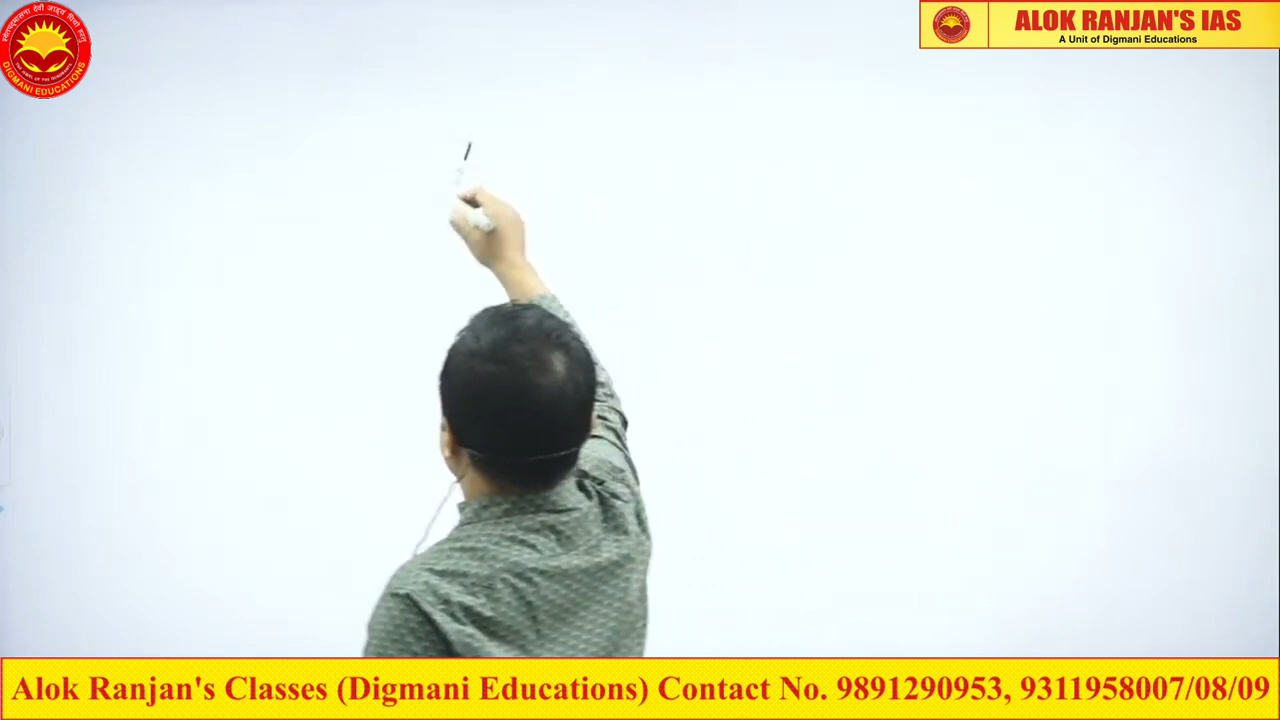 DIGMANI EDUCATIONS
ALOK RANJAN'S IAS
A Unit of Digmani Educations
Alok Ranjan's Classes (Digmani Educations) Contact No. 9891290953, 9311958007/08/09